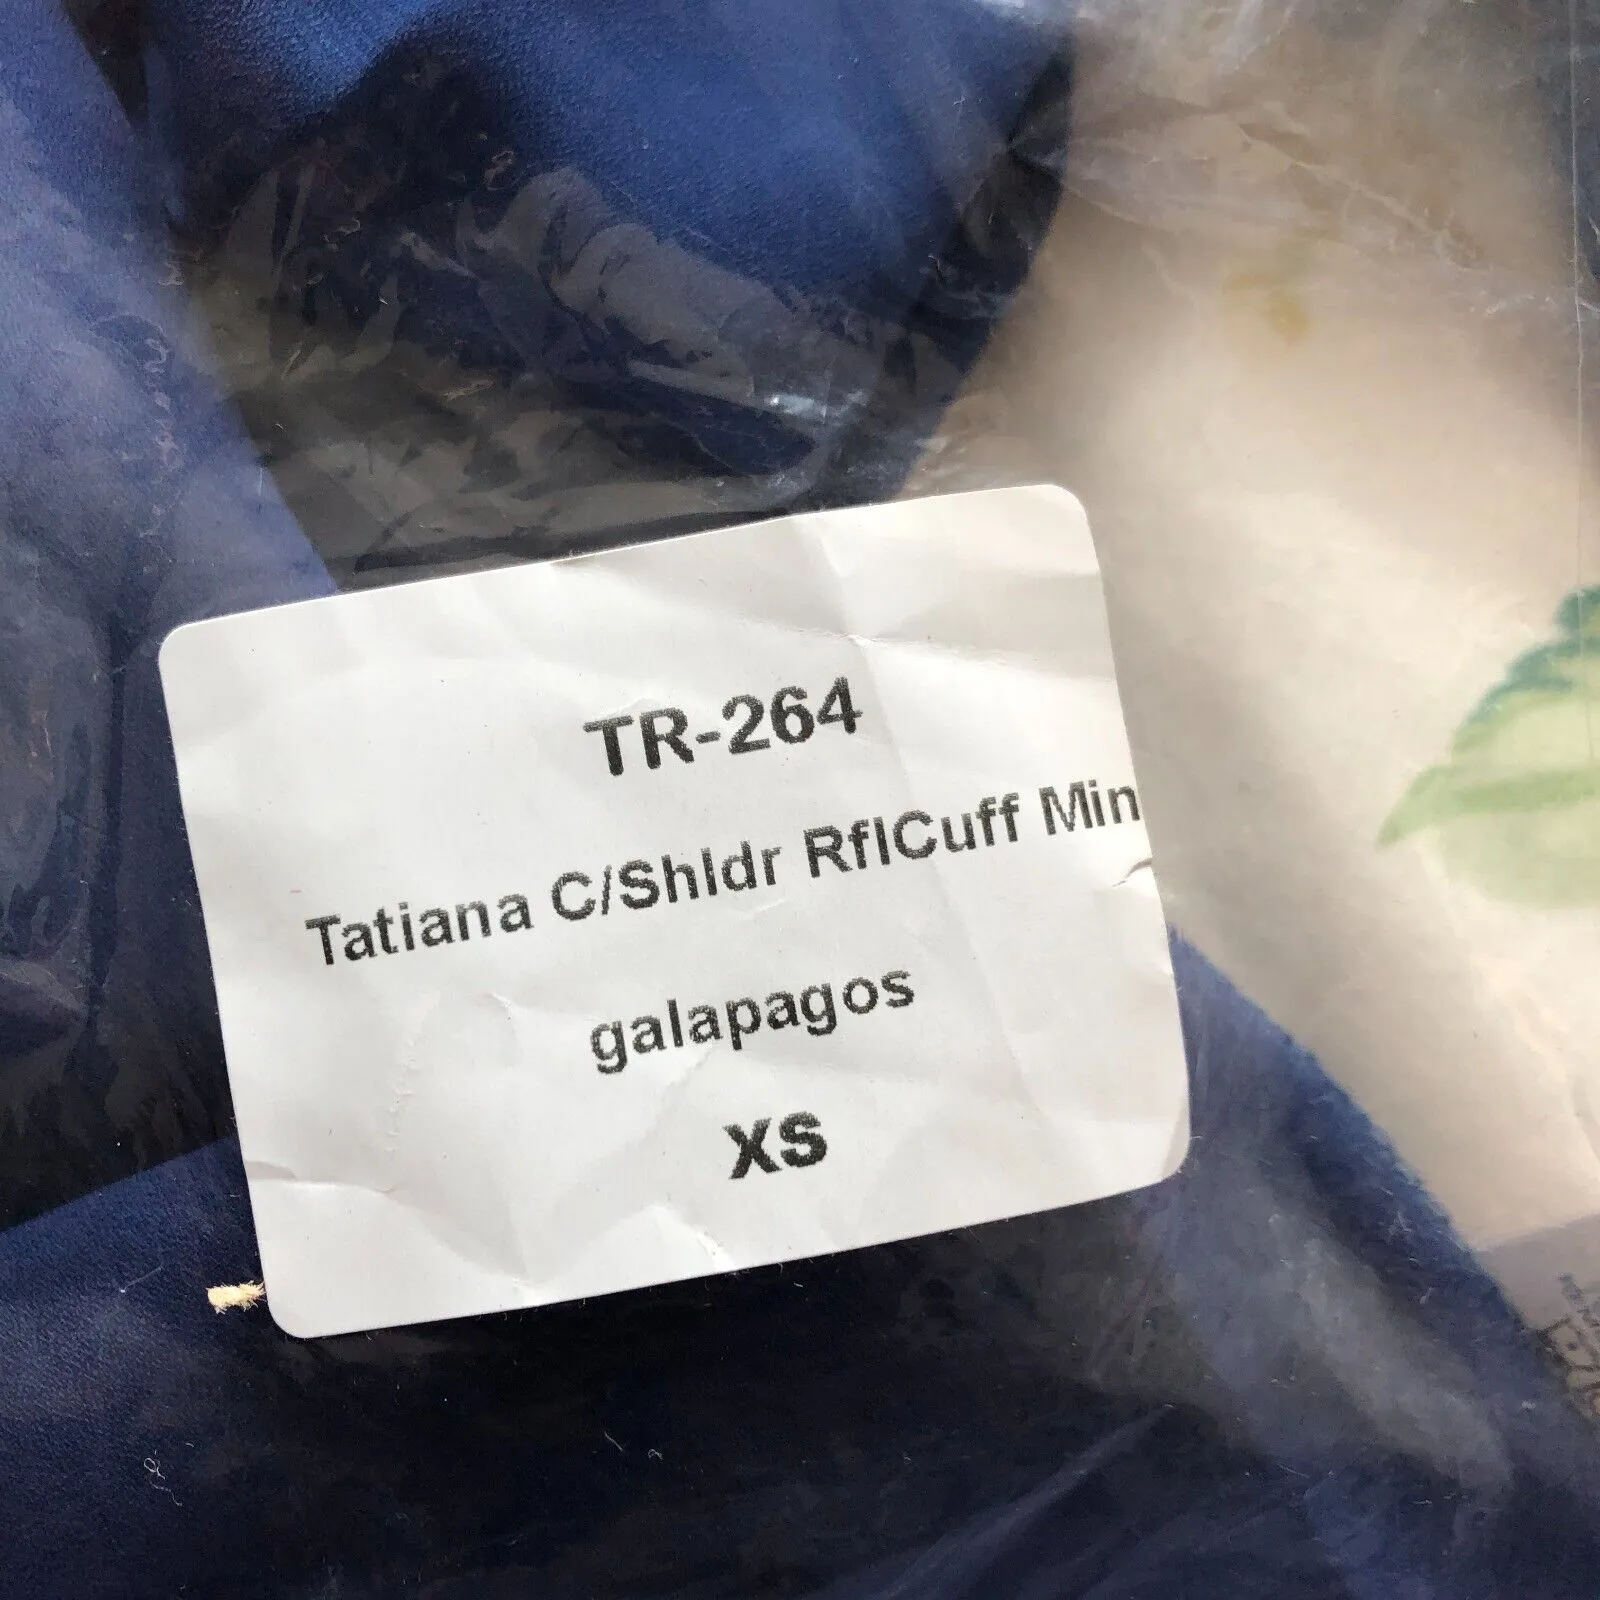 TR-264
Tatiana C/Shldr RflCuff Min
galapagos
XS